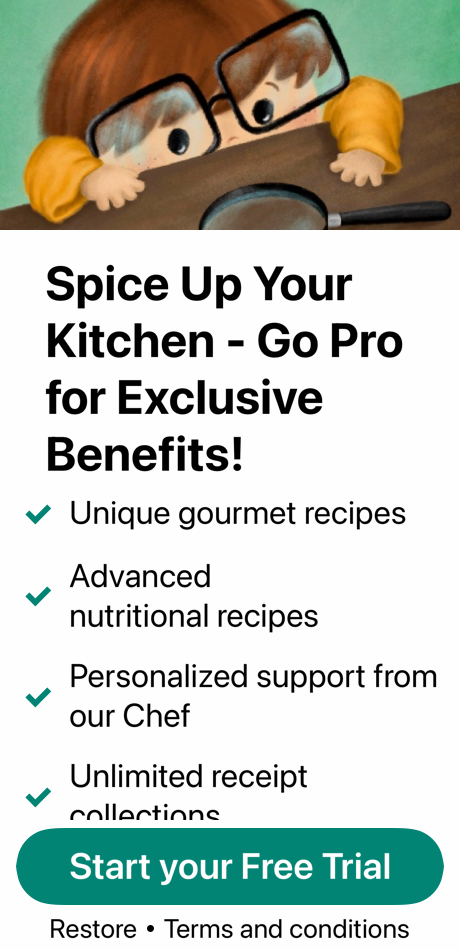 Spice Up Your
Kitchen - Go Pro
for Exclusive
Benefits!
Unique gourmet recipes
Advanced
nutritional recipes
Personalized support from
our Chef
Unlimited receipt
collections
Start your Free Trial
Restore • Terms and conditions